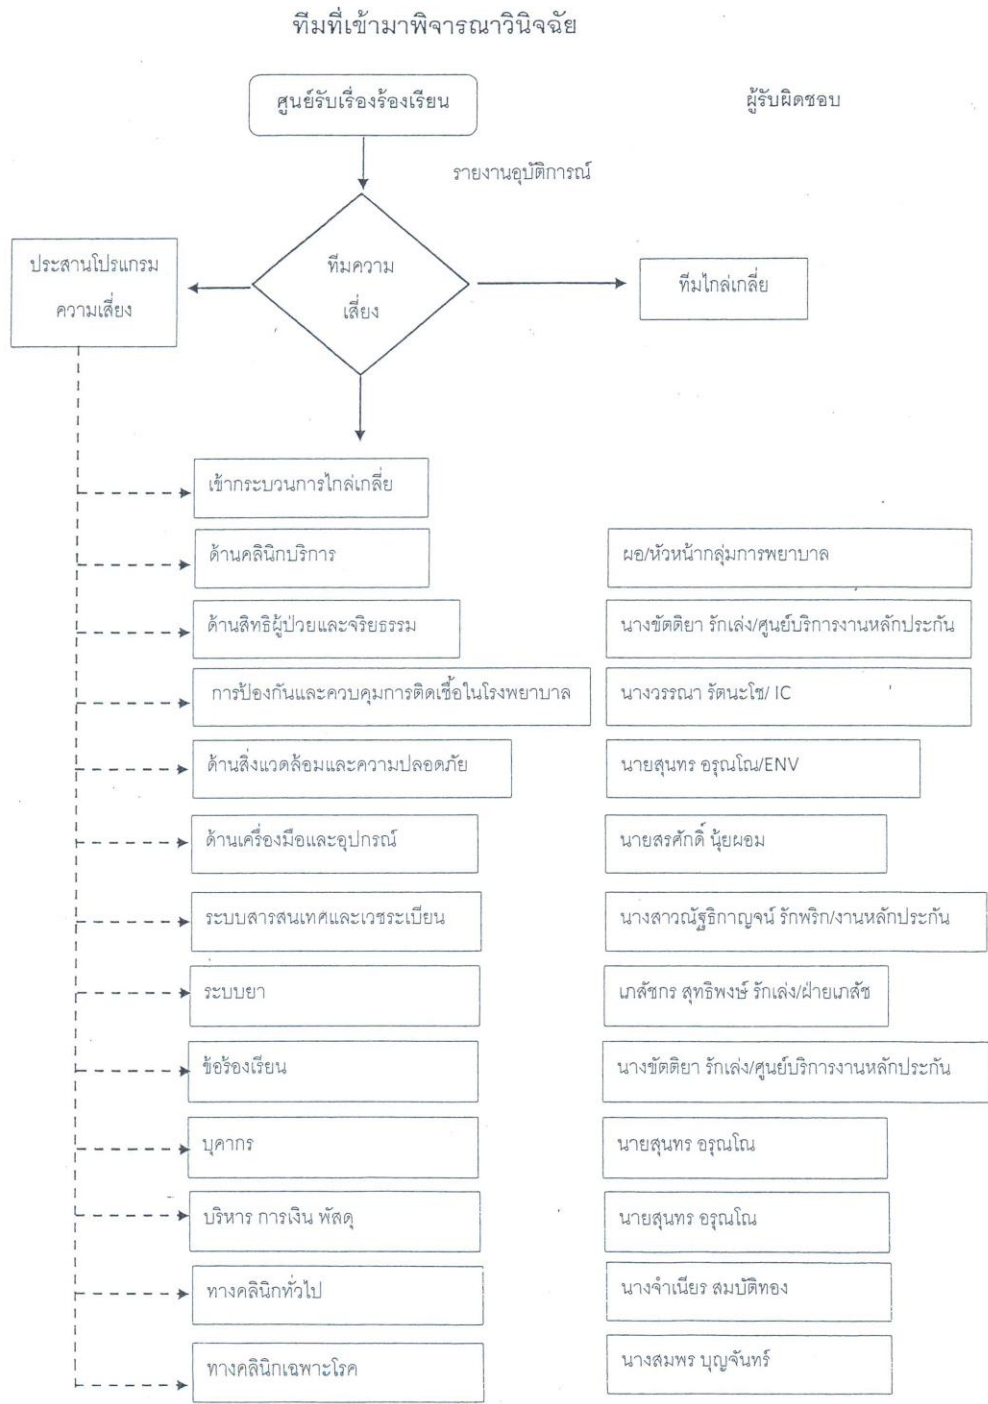 ทีมที่เข้ามาพิจารณาวินิจฉัย
ศูนย์รับเรื่องร้องเรียน
ผู้รับผิดชอบ
รายงานอุบัติการณ์
ประสานโปรแกรม
ความเสี่ยง
ทีมความ
เสี่ยง
ทีมไกล่เกลี่ย
เข้ากระบวนการไกล่เกลี่ย
ด้านคลินิกบริการ
ผอ/หัวหน้ากลุ่มการพยาบาล
ด้านสิทธิผู้ป่วยและจริยธรรม
นางขัตติยา รักเล่ง/ศูนย์บริการงานหลักประกัน
การป้องกันและควบคุมการติดเชื้อในโรงพยาบาล
นางวรรณา รัตนะโช/ IC
ด้านสิ่งแวดล้อมและความปลอดภัย
นายสุนทร อรุณโณ/ENV
ด้านเครื่องมือและอุปกรณ์
นายสรศักดิ์ นุ้ยผอม
ระบบสารสนเทศและเวชระเบียน
นางสาวณัฐธิกาญจน์ รักพริก/งานหลักประกัน
ระบบยา
เภสัชกร สุทธิพงษ์ รักเล่ง/ฝ่ายเภสัช
ข้อร้องเรียน
นางขัตติยา รักเล่ง/ศูนย์บริการงานหลักประกัน
บุคากร
นายสุนทร อรุณโณ
บริหาร การเงิน พัสดุ
นายสุนทร อรุณโณ
ทางคลินิกทั่วไป
นางจำเนียร สมบัติทอง
ทางคลินิกเฉพาะโรค
นางสมพร บุญจันทร์